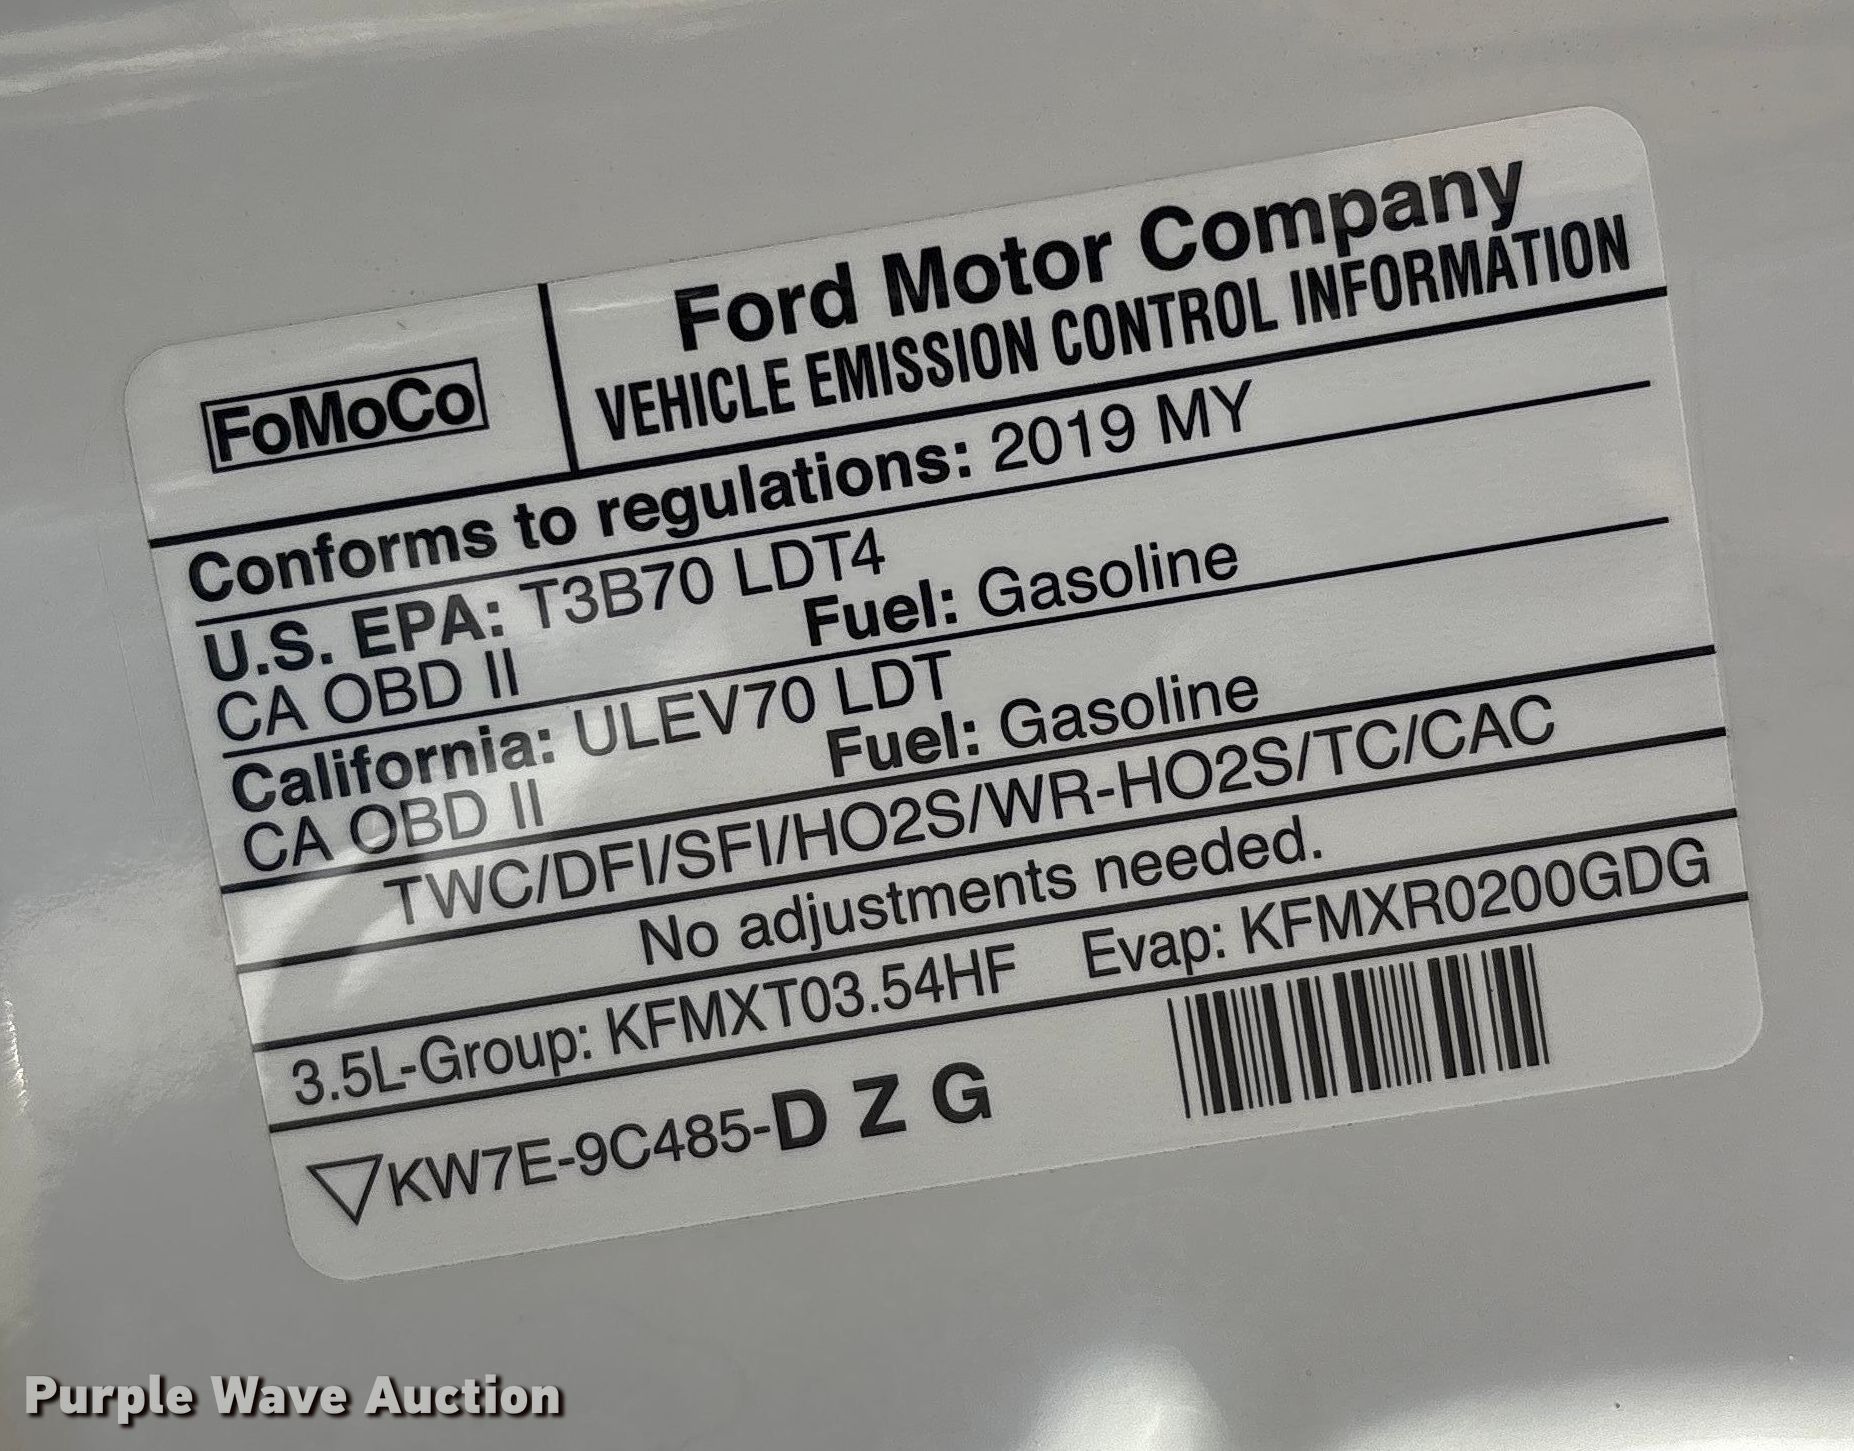 FoMoCo
Ford Motor Company
VEHICLE EMISSION CONTROL INFORMATION
Conforms to regulations: 2019 MY
U.S. EPA: T3B70 LDT4
CA OBD II Fuel: Gasoline
California: ULEV70 LDT
CA OBD II Fuel: Gasoline
TWC/DFI/SFI/HO2S/WR-HO2S/TC/CAC
No adjustments needed.
3.5L-Group: KFMXT03.54HF Evap: KFMXR0200GDG
KW7E-9C485-D Z G
Purple Wave Auction